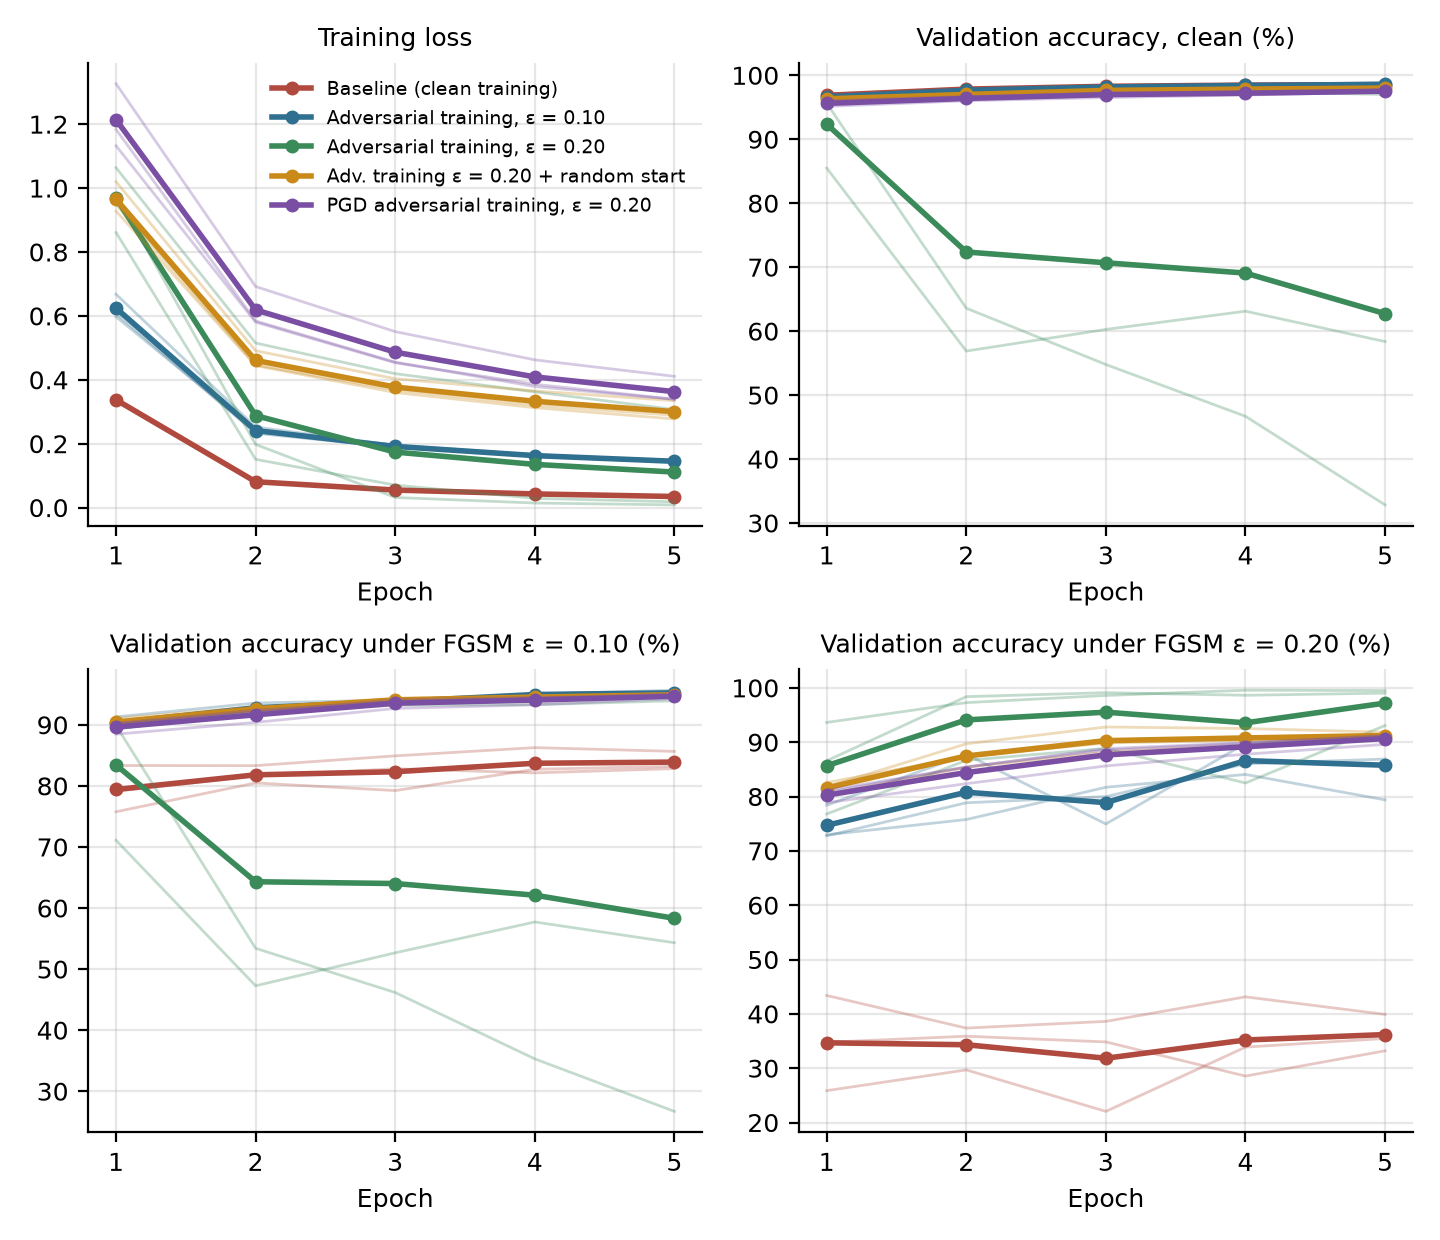 Training loss
1.2
1.0
0.8
0.6
0.4
0.2
0.0
1 2 3 4 5
Epoch
Baseline (clean training)
Adversarial training, ε = 0.10
Adversarial training, ε = 0.20
Adv. training ε = 0.20 + random start
PGD adversarial training, ε = 0.20
Validation accuracy, clean (%)
100
90
80
70
60
50
40
30
1 2 3 4 5
Epoch
Validation accuracy under FGSM ε = 0.10 (%)
90
80
70
60
50
40
30
1 2 3 4 5
Epoch
Validation accuracy under FGSM ε = 0.20 (%)
100
90
80
70
60
50
40
30
20
1 2 3 4 5
Epoch